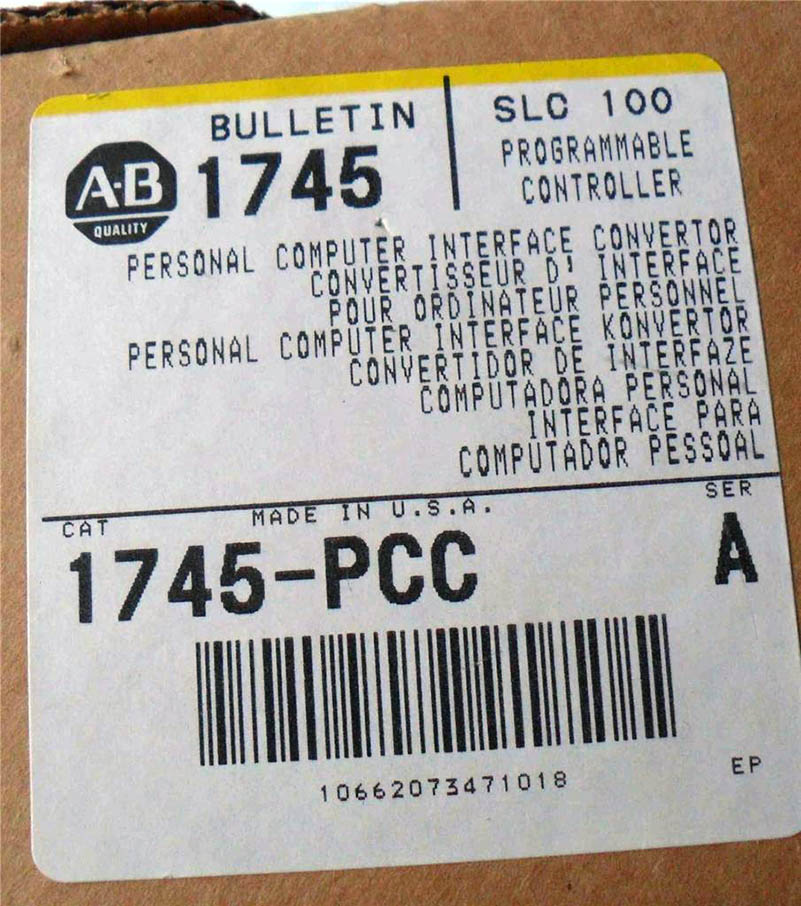 BULLETIN
1745
SLC 100
PROGRAMMABLE
CONTROLLER
A-B
QUALITY
PERSONAL COMPUTER INTERFACE CONVERTOR
CONVERTISSEUR D' INTERFACE
POUR ORDINATEUR PERSONNEL
PERSONAL COMPUTER INTERFACE KONVERTOR
CONVERTIDOR DE INTERFAZE
COMPUTADORA PERSONAL
INTERFACE PARA
COMPUTADOR PESSOAL
CAT MADE IN U.S.A. SER
1745-PCC A
10662073471018 EP